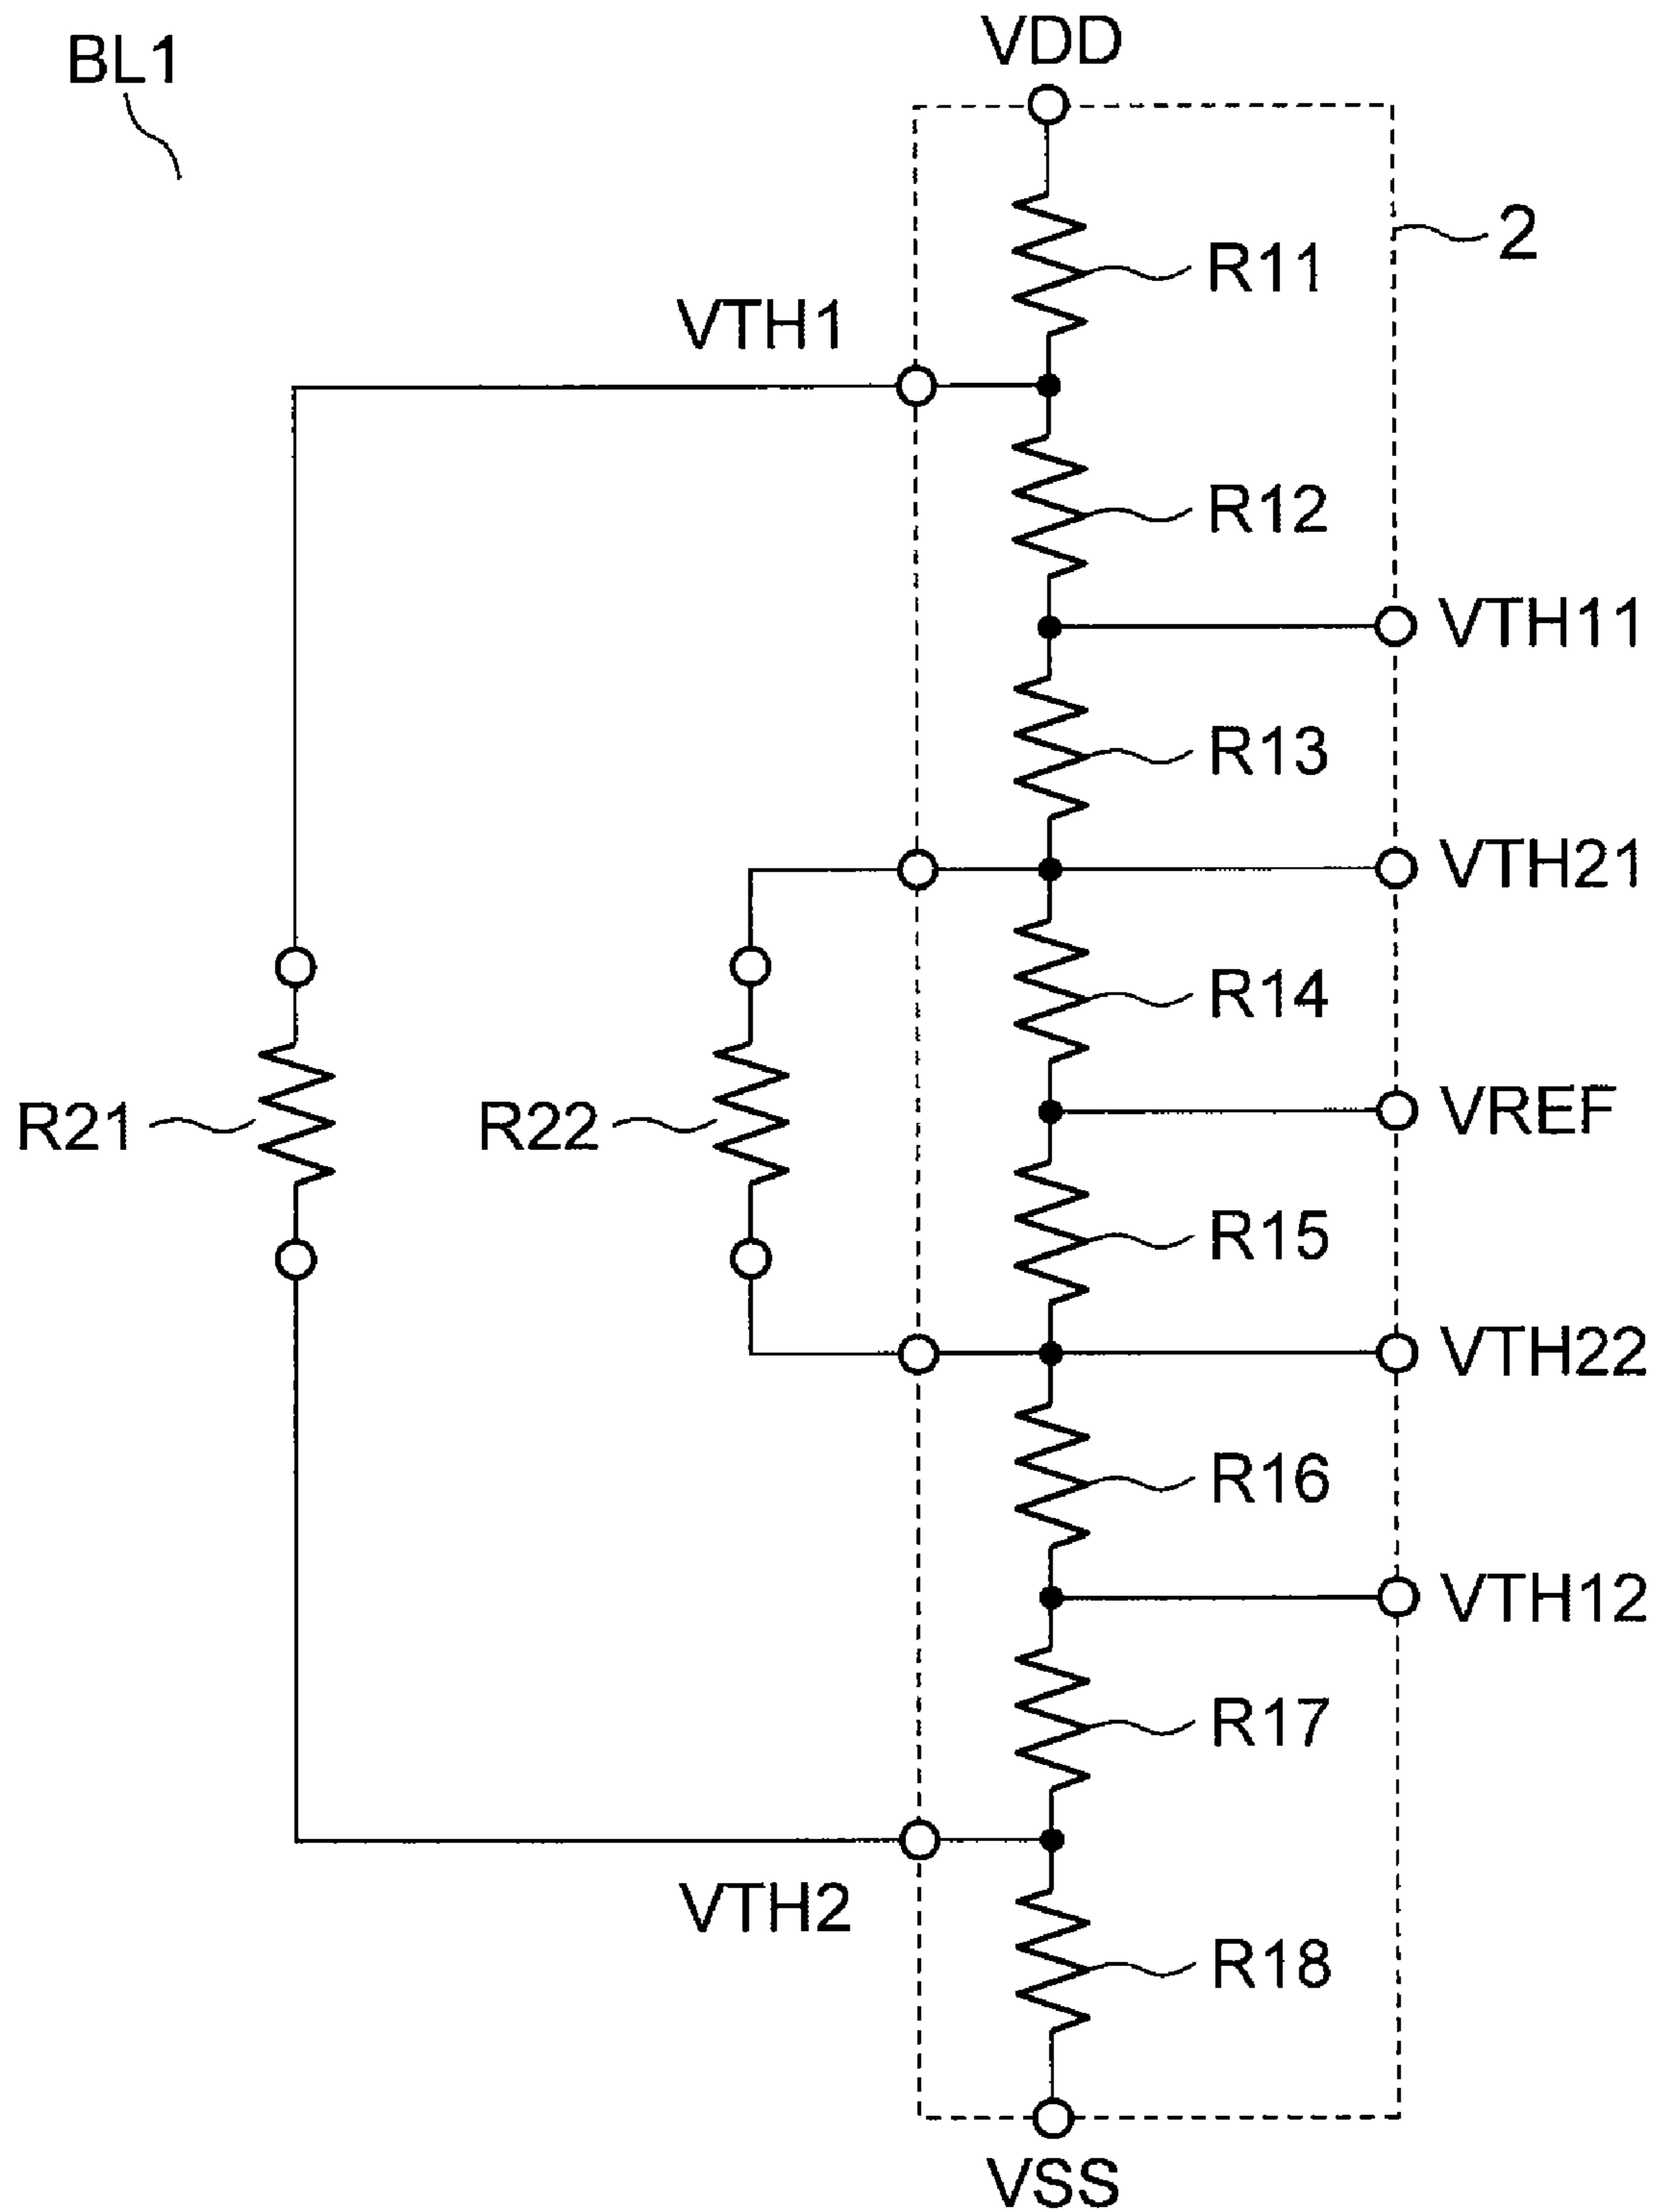 VDD
BL1
2
R11
VTH1
R12
VTH11
R13
VTH21
R14
R21
R22
VREF
R15
VTH22
R16
VTH12
R17
VTH2
R18
VSS